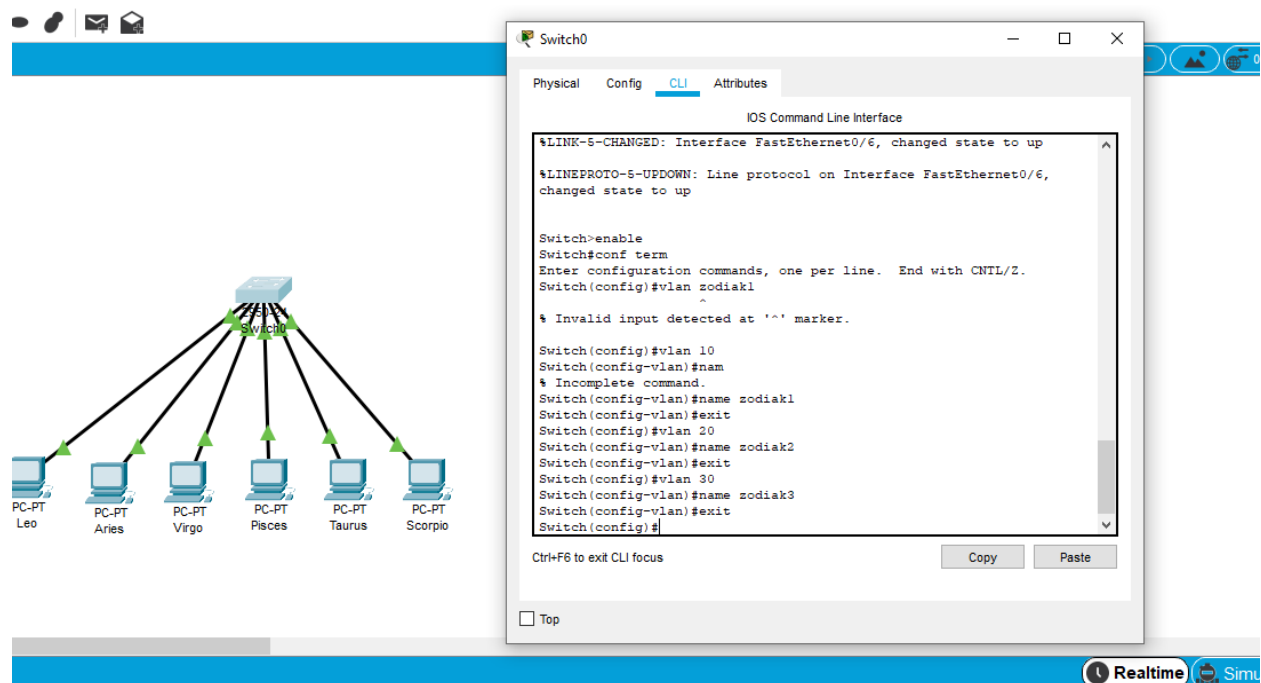 Switch0
Physical Config CLI Attributes
IOS Command Line Interface
%LINK-5-CHANGED: Interface FastEthernet0/6, changed state to up
%LINEPROTO-5-UPDOWN: Line protocol on Interface FastEthernet0/6,
changed state to up
Switch>enable
Switch#conf term
Enter configuration commands, one per line.  End with CNTL/Z.
Switch(config)#vlan zodiak1
^
% Invalid input detected at '^' marker.
Switch(config)#vlan 10
Switch(config-vlan)#nam
% Incomplete command.
Switch(config-vlan)#name zodiak1
Switch(config-vlan)#exit
Switch(config)#vlan 20
Switch(config-vlan)#name zodiak2
Switch(config-vlan)#exit
Switch(config)#vlan 30
Switch(config-vlan)#name zodiak3
Switch(config-vlan)#exit
Switch(config)#
Ctrl+F6 to exit CLI focus
Copy Paste
Top
Switch0
PC-PT
Leo
PC-PT
Aries
PC-PT
Virgo
PC-PT
Pisces
PC-PT
Taurus
PC-PT
Scorpio
Realtime